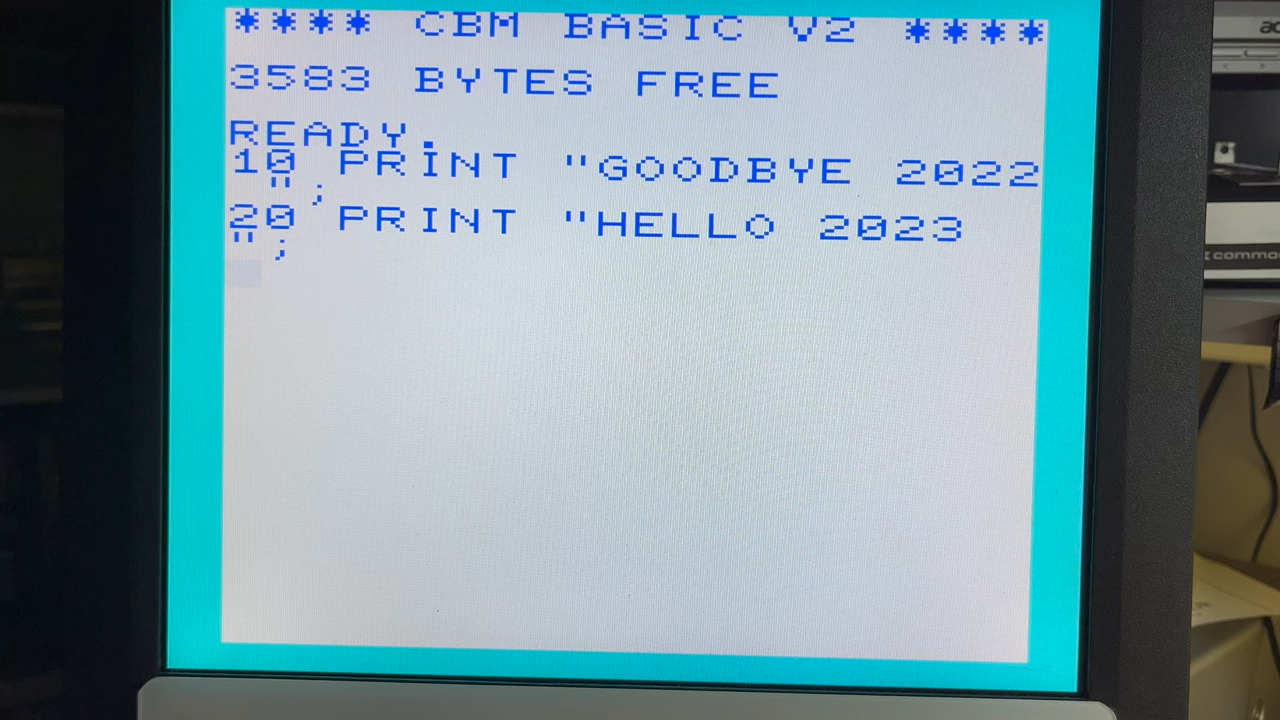 **** CBM BASIC V2 ****
3583 BYTES FREE
READY.
10 PRINT "GOODBYE 2022
 ";
20 PRINT "HELLO 2023
";